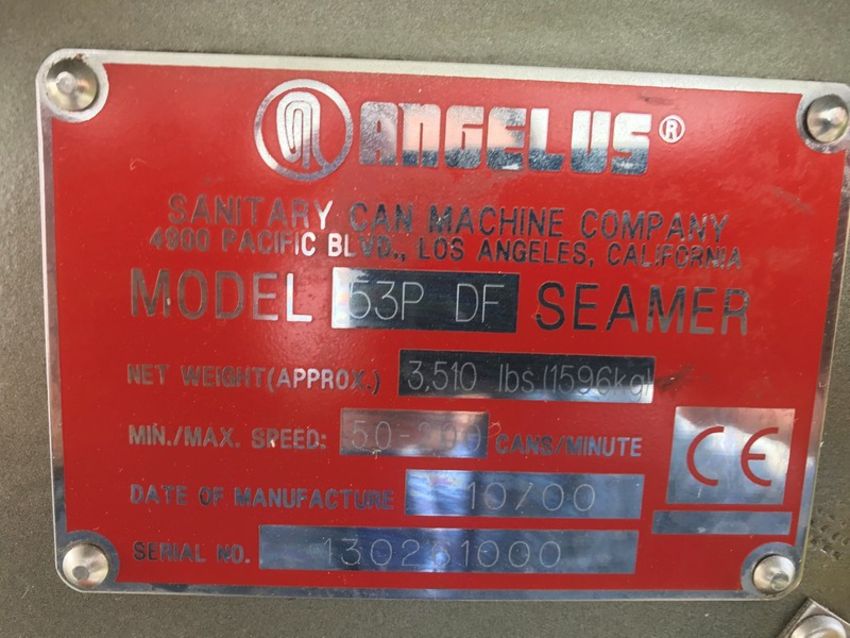 ANGELUS®
SANITARY CAN MACHINE COMPANY
4900 PACIFIC BLVD., LOS ANGELES, CALIFORNIA
MODEL 53P DF SEAMER
NET WEIGHT(APPROX.) 3,510 lbs(1596kg)
MIN./MAX. SPEED: CANS/MINUTE
DATE OF MANUFACTURE 10/00
SERIAL NO.
CE